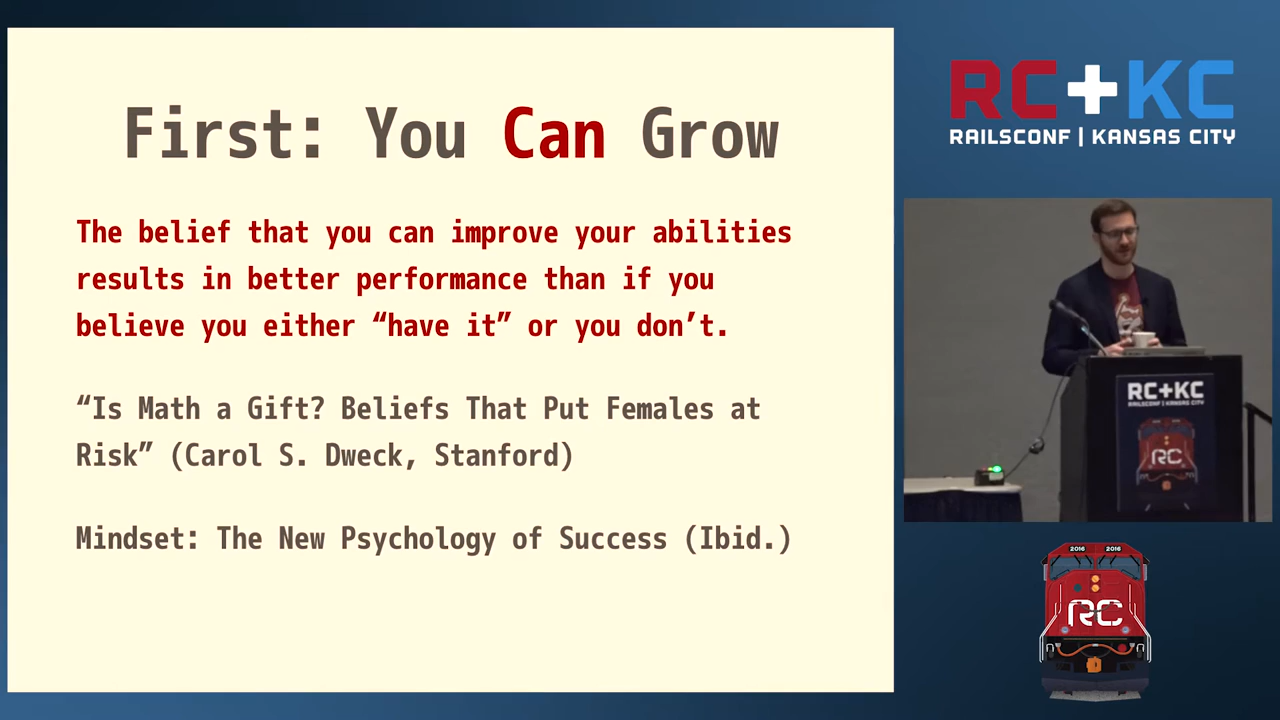 First: You Can Grow
The belief that you can improve your abilities
results in better performance than if you
believe you either “have it” or you don’t.
“Is Math a Gift? Beliefs That Put Females at
Risk” (Carol S. Dweck, Stanford)
Mindset: The New Psychology of Success (Ibid.)
RC+KC
RAILSCONF | KANSAS CITY
RC+KC
RAILSCONF | KANSAS CITY
RC
2016 2016
RC